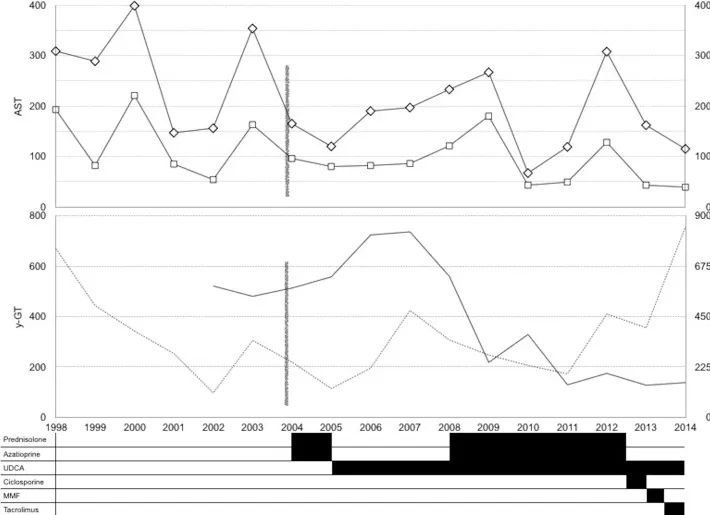 400 400
300 300
AST
200 200
100 100
0 0
800 900
600 675
y-GT
400 450
200 225
0 0
1998 1999 2000 2001 2002 2003 2004 2005 2006 2007 2008 2009 2010 2011 2012 2013 2014
Prednisolone
Azatioprine
UDCA
Ciclosporine
MMF
Tacrolimus